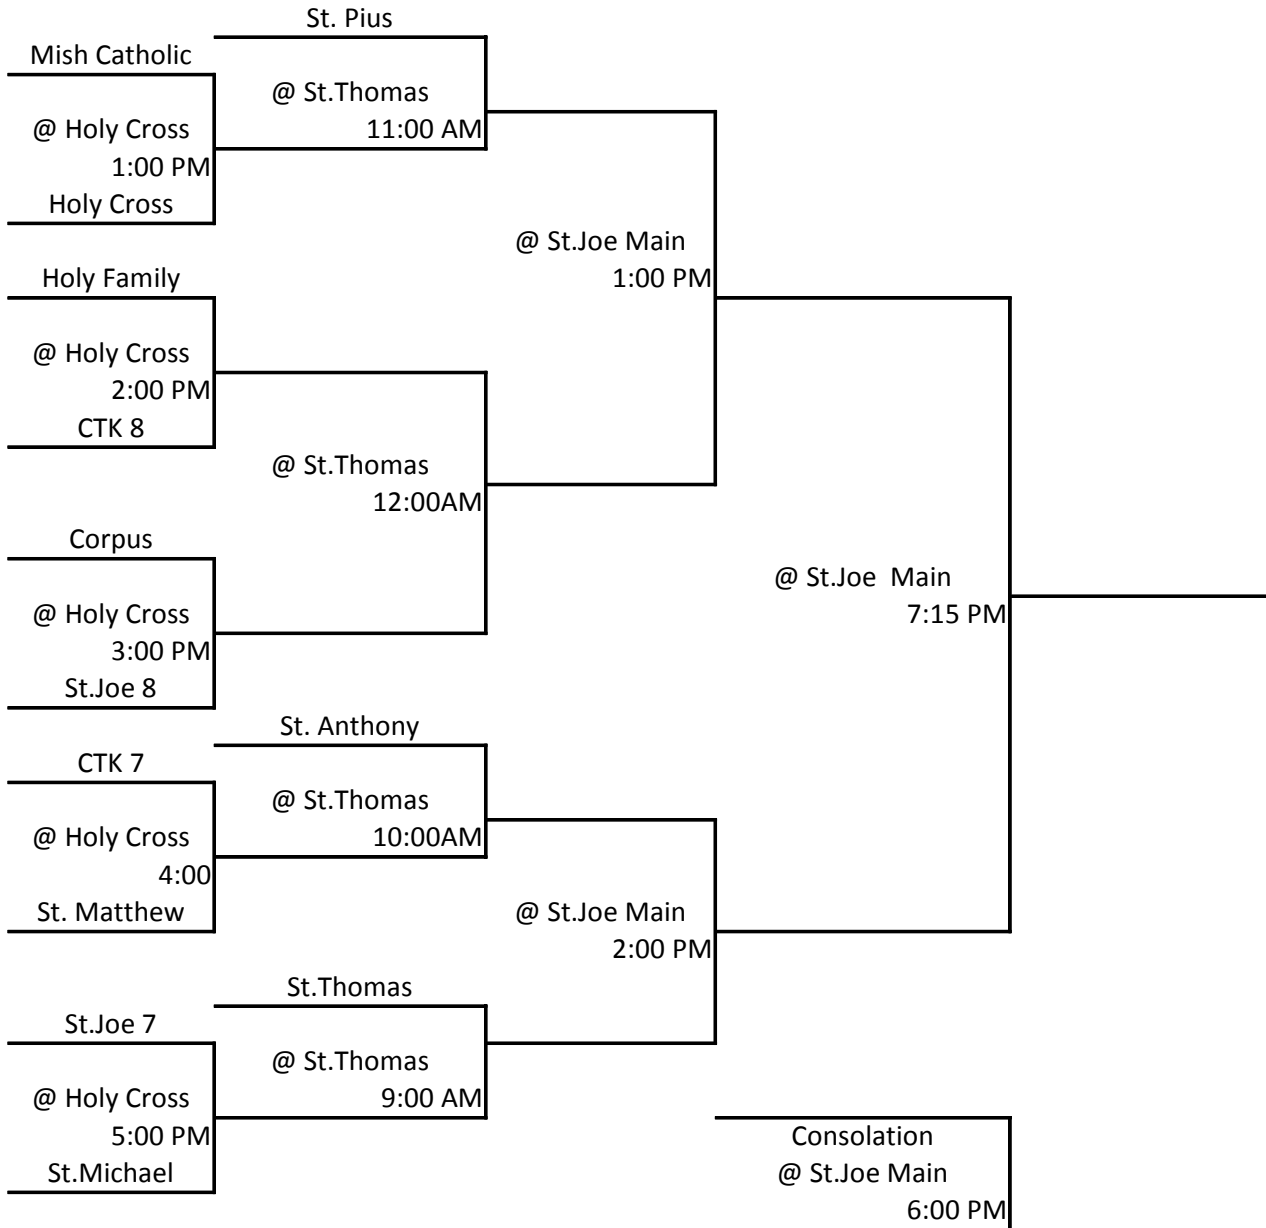 St. Pius
Mish Catholic
@ St.Thomas
11:00 AM
@ Holy Cross
1:00 PM
Holy Cross
@ St.Joe Main
1:00 PM
Holy Family
@ Holy Cross
2:00 PM
CTK 8
@ St.Thomas
12:00AM
Corpus
@ St.Joe  Main
7:15 PM
@ Holy Cross
3:00 PM
St.Joe 8
St. Anthony
CTK 7
@ St.Thomas
10:00AM
@ Holy Cross
4:00
St. Matthew
@ St.Joe Main
2:00 PM
St.Thomas
St.Joe 7
@ St.Thomas
9:00 AM
@ Holy Cross
5:00 PM
St.Michael
Consolation
@ St.Joe Main
6:00 PM